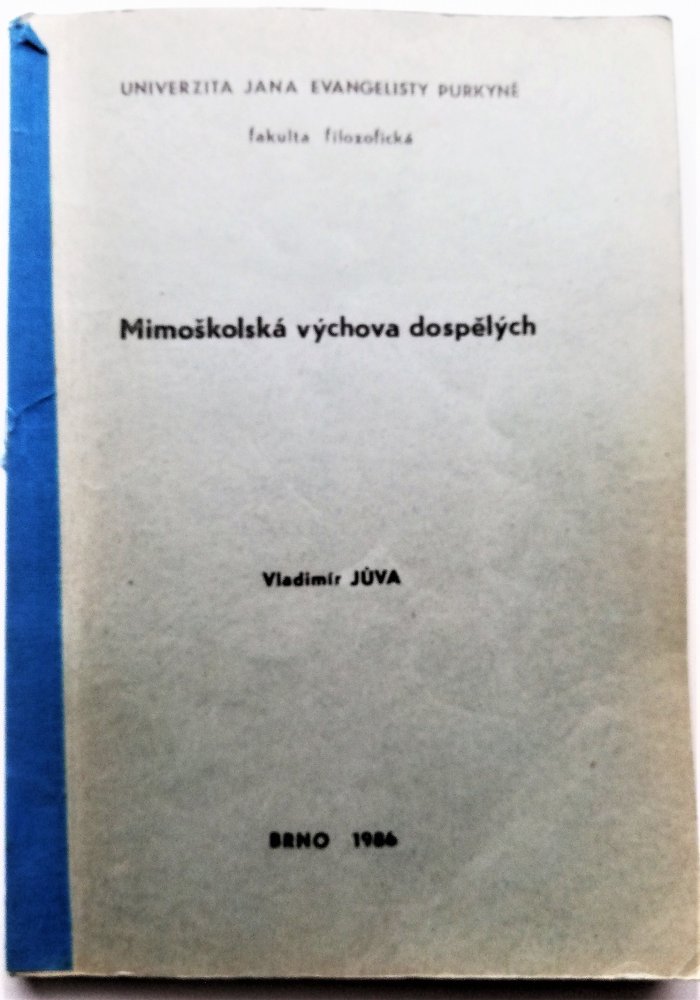 UNIVERZITA JANA EVANGELISTY PURKYNĚ
fakulta filozofická
Mimoškolská výchova dospělých
Vladimír JŮVA
BRNO 1986